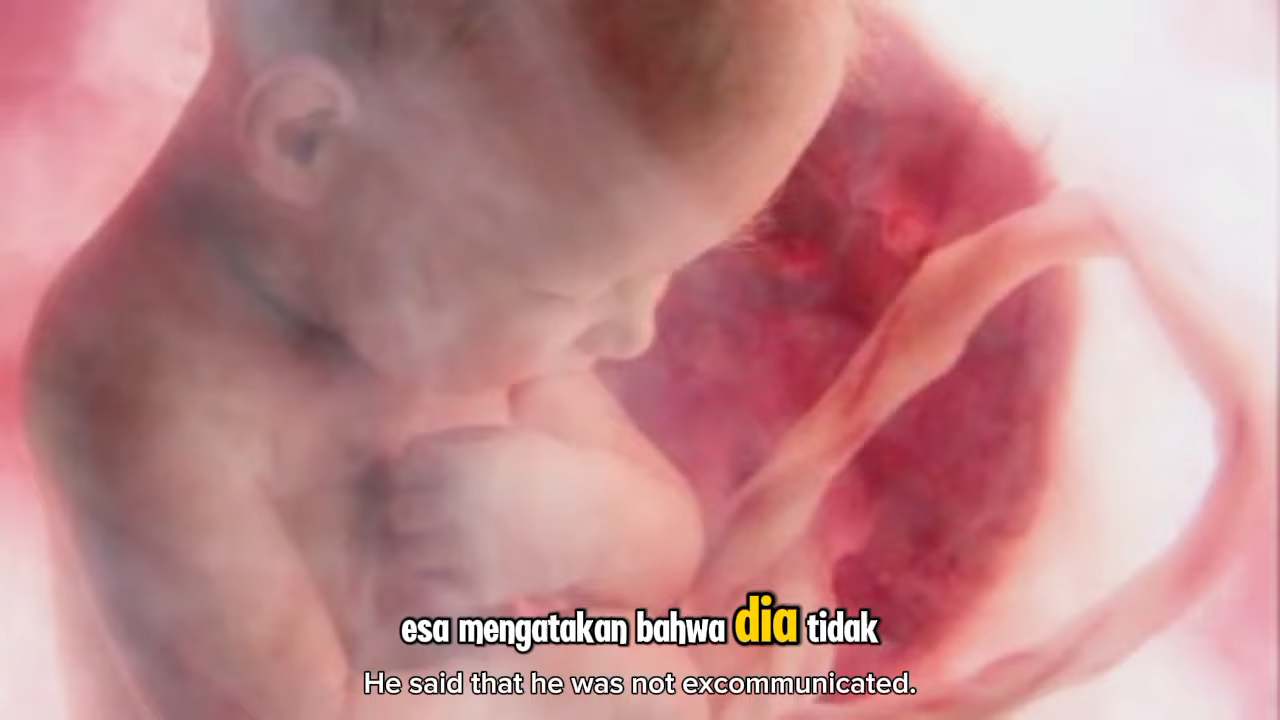 esa mengatakan bahwa dia tidak
He said that he was not excommunicated.